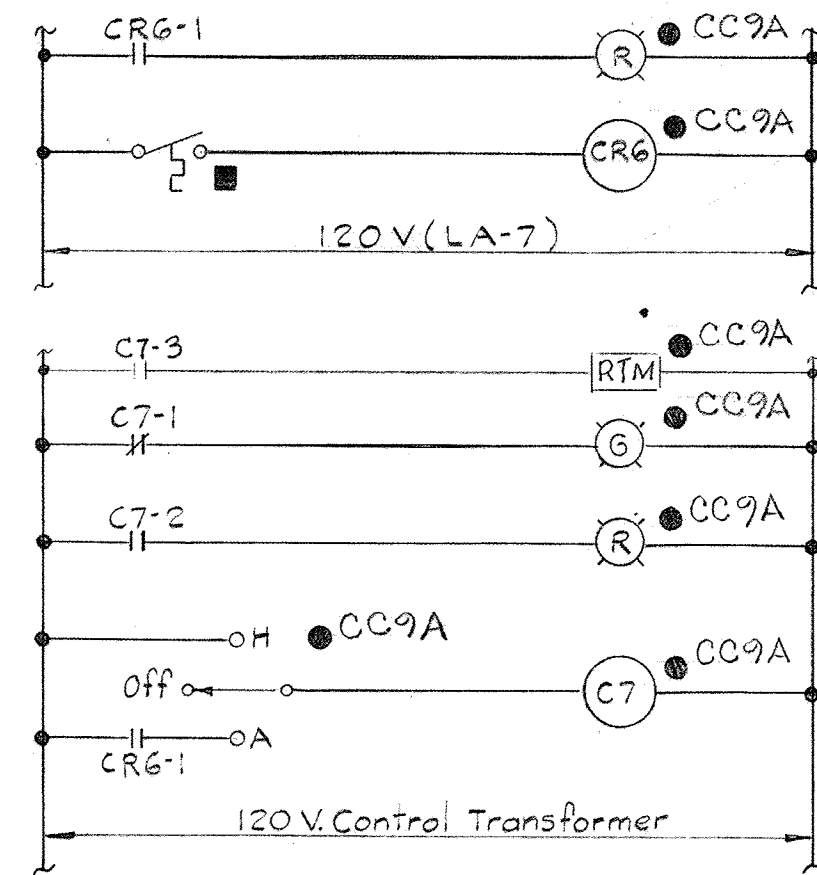 CR6-1 R CC9A
CR6 CC9A
120 V (LA-7)
C7-3 RTM CC9A
C7-1 G CC9A
C7-2 R CC9A
H CC9A
Off C7 CC9A
A
CR6-1
120 V. Control Transformer